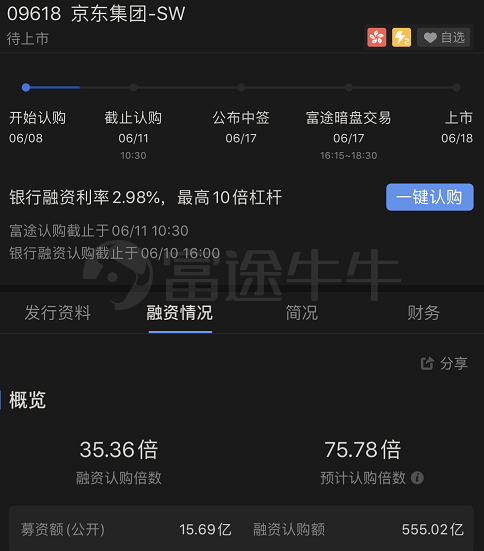 09618 京东集团-SW
待上市
自选
开始认购 截止认购 公布中签 富途暗盘交易 上市
06/08 06/11 06/17 06/17 06/18
10:30 16:15~18:30
银行融资利率2.98%，最高10倍杠杆
一键认购
富途认购截止于06/11 10:30
银行融资认购截止于06/10 16:00
富途牛牛
发行资料 融资情况 简况 财务
分享
概览
35.36倍 75.78倍
融资认购倍数 预计认购倍数
募资额(公开) 15.69亿 融资认购额 555.02亿